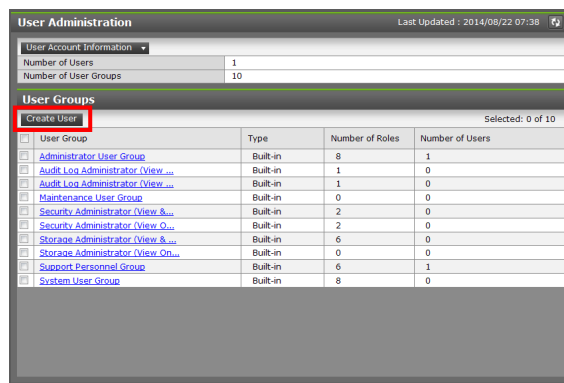 User Administration Last Updated : 2014/08/22 07:38
User Account Information
Number of Users 1
Number of User Groups 10
User Groups
Create User Selected: 0 of 10
User Group Type Number of Roles Number of Users
Administrator User Group Built-in 8 1
Audit Log Administrator (View ... Built-in 1 0
Audit Log Administrator (View ... Built-in 1 0
Maintenance User Group Built-in 0 0
Security Administrator (View &... Built-in 2 0
Security Administrator (View O... Built-in 2 0
Storage Administrator (View & ... Built-in 6 0
Storage Administrator (View On... Built-in 0 0
Support Personnel Group Built-in 6 1
System User Group Built-in 8 0